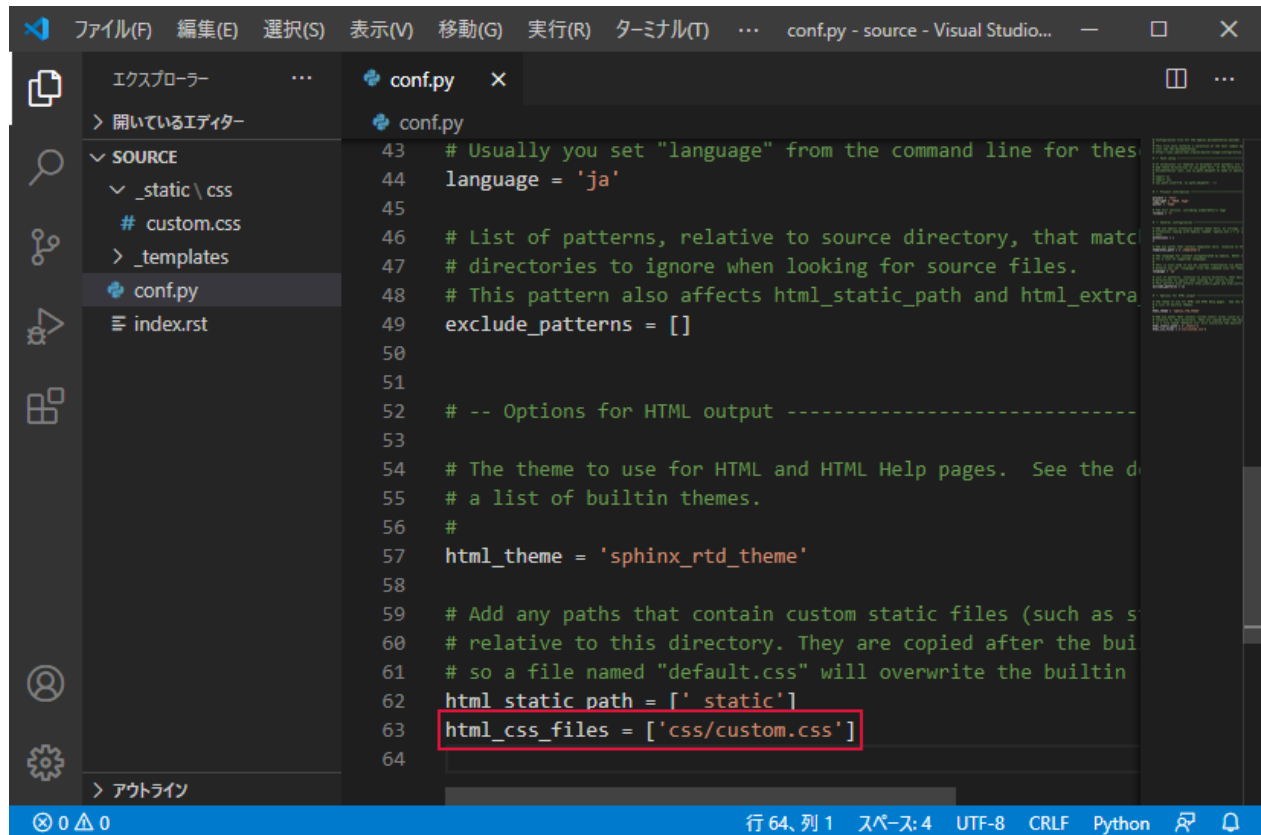 ファイル(F) 編集(E) 選択(S) 表示(V) 移動(G) 実行(R) ターミナル(T) ··· conf.py - source - Visual Studio...
エクスプローラー ···
開いているエディター
SOURCE
_static \ css
# custom.css
_templates
conf.py
index.rst
アウトライン
conf.py
conf.py
43 # Usually you set "language" from the command line for thes
44 language = 'ja'
45
46 # List of patterns, relative to source directory, that matc
47 # directories to ignore when looking for source files.
48 # This pattern also affects html_static_path and html_extra_
49 exclude_patterns = []
50
51
52 # -- Options for HTML output ------------------------------
53
54 # The theme to use for HTML and HTML Help pages.  See the d
55 # a list of builtin themes.
56 #
57 html_theme = 'sphinx_rtd_theme'
58
59 # Add any paths that contain custom static files (such as s
60 # relative to this directory. They are copied after the bui
61 # so a file named "default.css" will overwrite the builtin
62 html_static_path = ['_static']
63 html_css_files = ['css/custom.css']
64
0 0 行 64、列 1 スペース: 4 UTF-8 CRLF Python